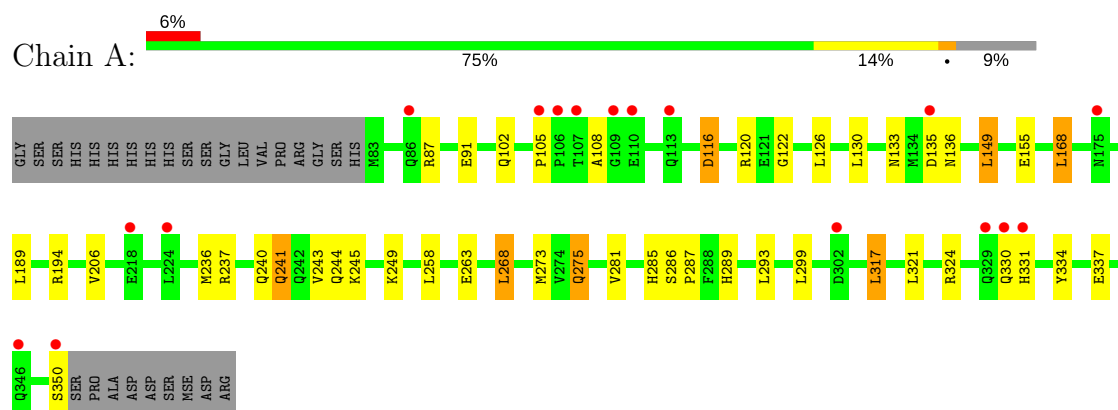 6%
Chain A:
75% 14% • 9%
GLY SER SER HIS HIS HIS HIS HIS HIS SER SER GLY LEU VAL PRO ARG GLY SER HIS M83 Q86 R87 E91 Q102 P105 P106 T107 A108 G109 E110 Q113 D116 R120 E121 G122 L126 L130 N133 M134 D135 N136 L149 E155 L168 N175
L189 R194 V206 E218 L224 M236 R237 Q240 Q241 Q242 V243 Q244 K245 K249 L258 E263 L268 M273 V274 Q275 V281 H285 S286 P287 F288 H289 L293 L299 D302 L317 L321 R324 Q329 Q330 H331 Y334 E337
Q346 S350 SER PRO ALA ASP ASP SER MSE ASP ARG